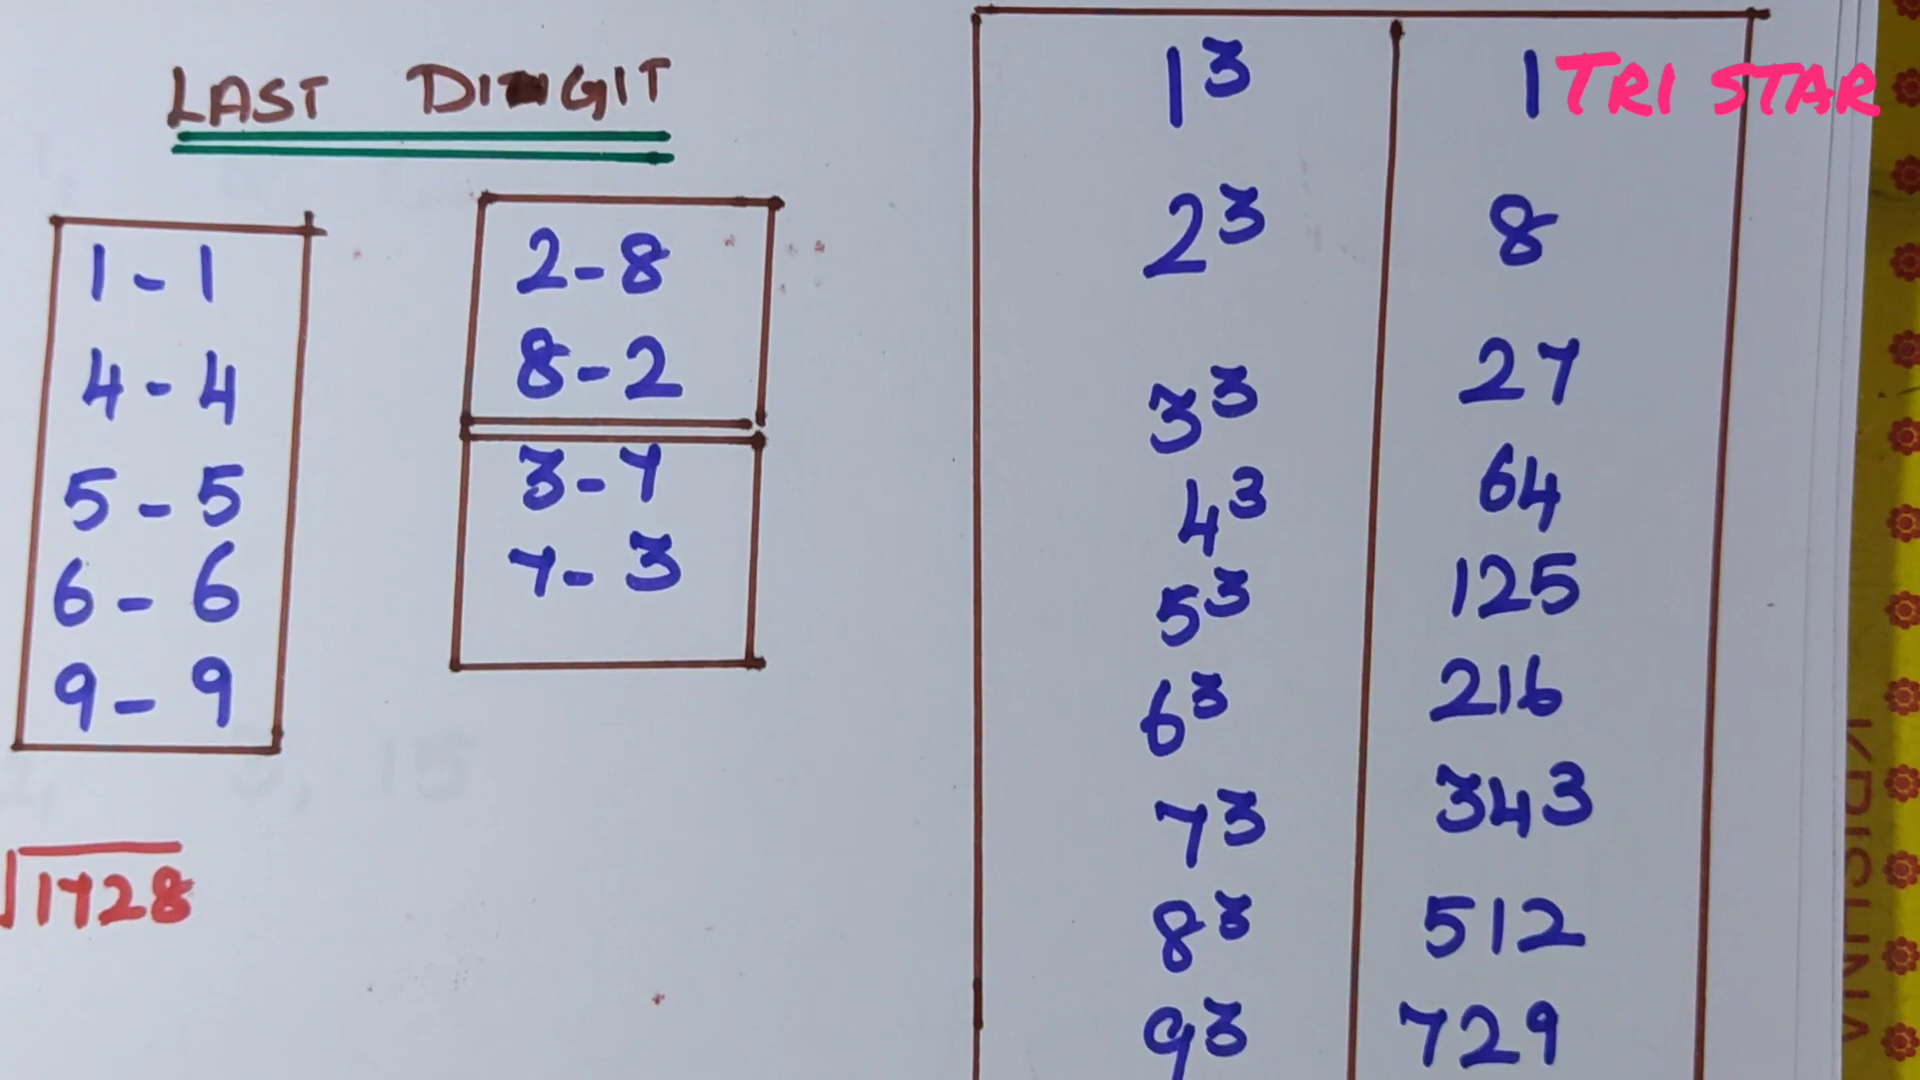 LAST DIGIT
1 - 1
4 - 4
5 - 5
6 - 6
9 - 9
2 - 8
8 - 2
3 - 7
7 - 3
√1728
1³ 1
2³ 8
3³ 27
4³ 64
5³ 125
6³ 216
7³ 343
8³ 512
9³ 729
TRI STAR
KRISHNA